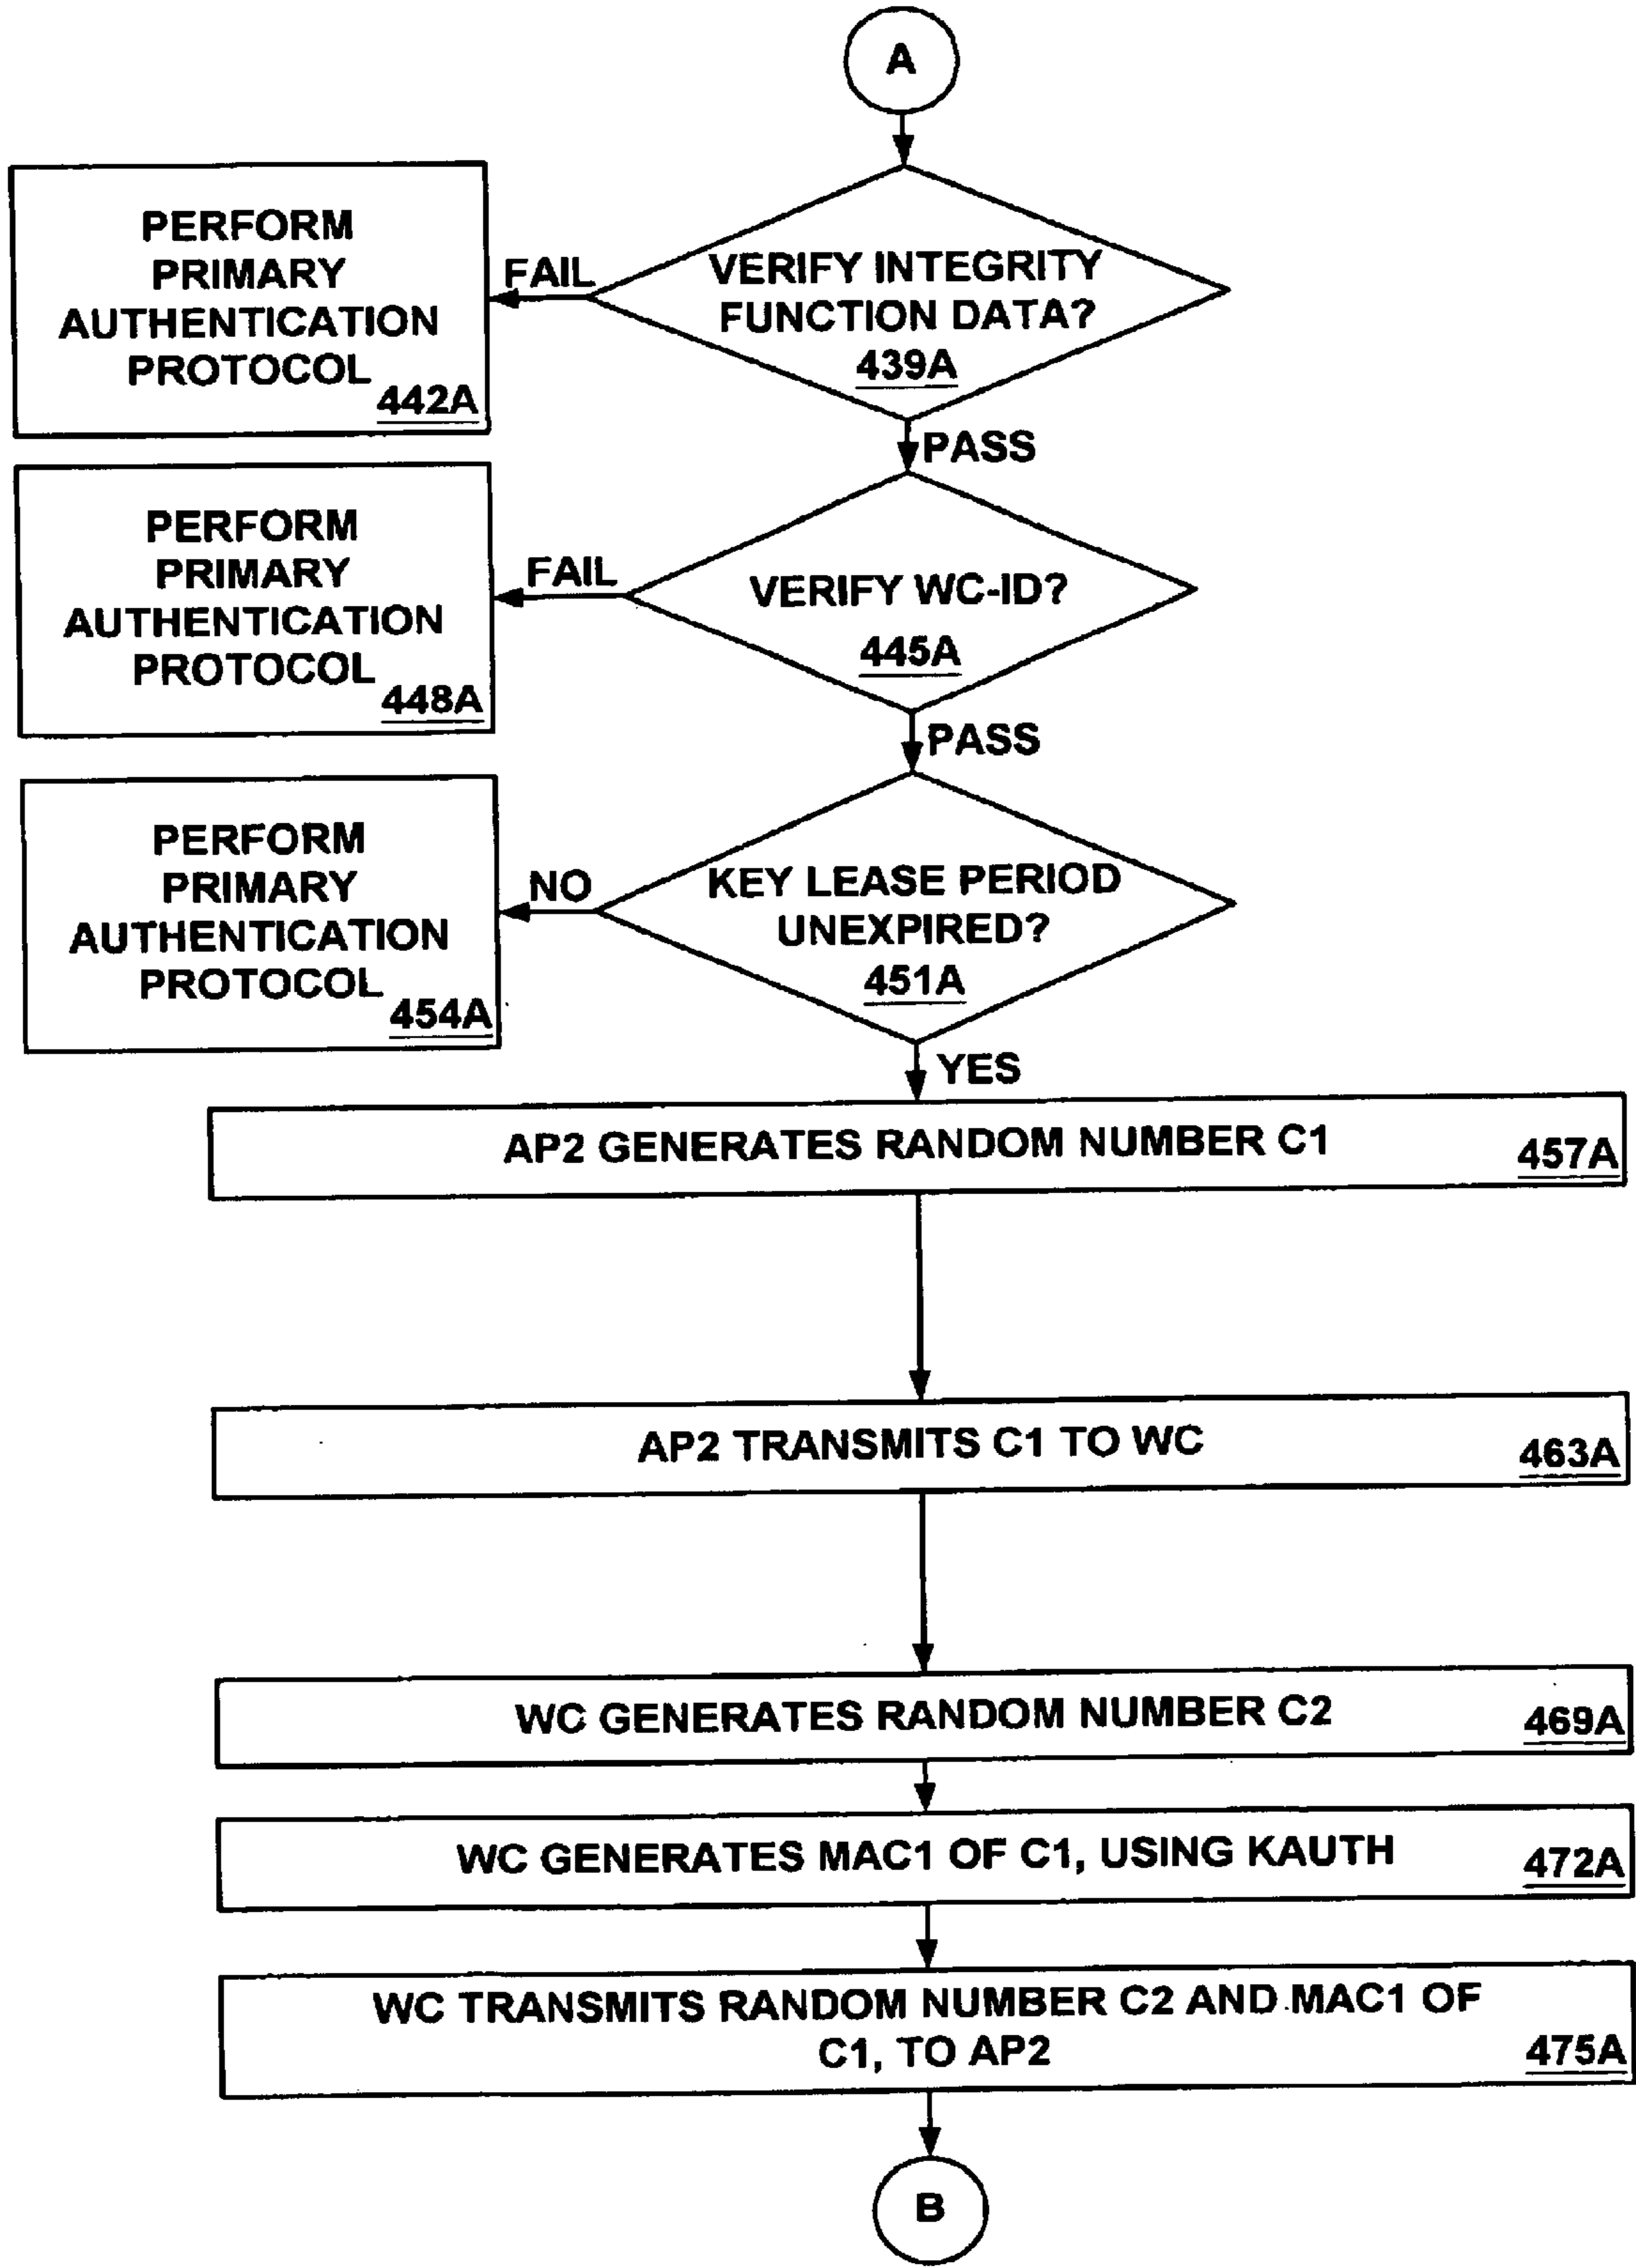 A
VERIFY INTEGRITY
FUNCTION DATA?
439A
FAIL
PERFORM
PRIMARY
AUTHENTICATION
PROTOCOL
442A
PASS
VERIFY WC-ID?
445A
FAIL
PERFORM
PRIMARY
AUTHENTICATION
PROTOCOL
448A
PASS
KEY LEASE PERIOD
UNEXPIRED?
451A
NO
PERFORM
PRIMARY
AUTHENTICATION
PROTOCOL
454A
YES
AP2 GENERATES RANDOM NUMBER C1
457A
AP2 TRANSMITS C1 TO WC
463A
WC GENERATES RANDOM NUMBER C2
469A
WC GENERATES MAC1 OF C1, USING KAUTH
472A
WC TRANSMITS RANDOM NUMBER C2 AND MAC1 OF
C1, TO AP2
475A
B